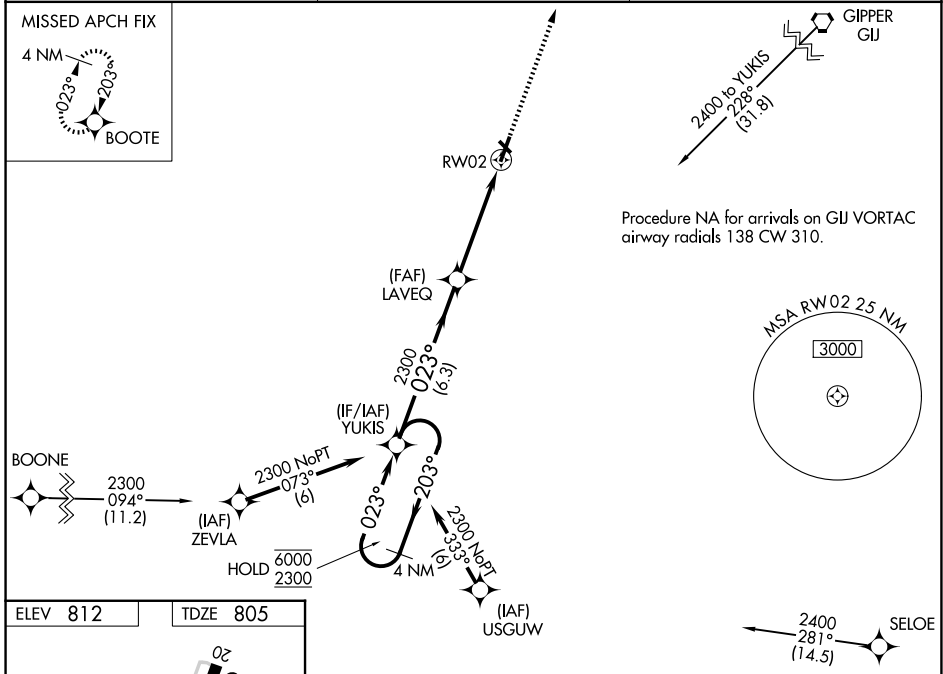 MISSED APCH FIX
4 NM
023°
203°
BOOTE
GIPPER
GIJ
2400 to YUKIS
228°
(31.8)
RW02
Procedure NA for arrivals on GIJ VORTAC
airway radials 138 CW 310.
(FAF)
LAVEQ
MSA RW02 25 NM
3000
2300
023°
(6.3)
(IF/IAF)
YUKIS
BOONE
2300
094°
(11.2)
2300 NoPT
073°
(6)
(IAF)
ZEVLA
023°
203°
HOLD
6000
2300
4 NM
2300 NoPT
333°
(6)
(IAF)
USGUW
2400
281°
(14.5)
SELOE
ELEV 812
TDZE 805
20